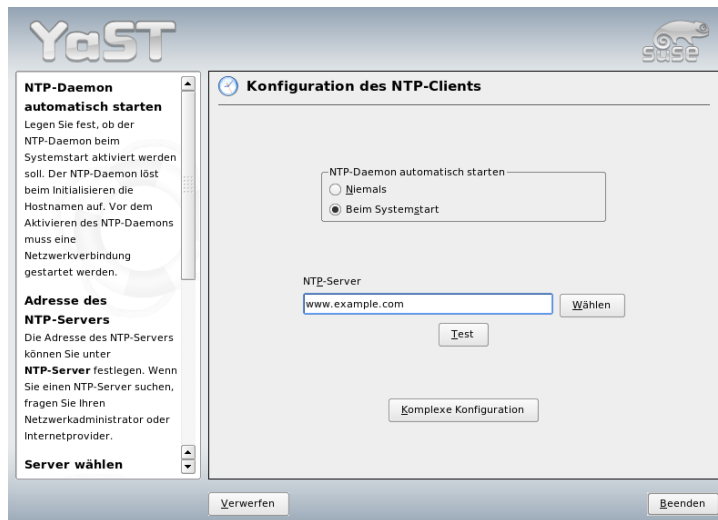 YaST
SUSE
NTP-Daemon
automatisch starten
Legen Sie fest, ob der
NTP-Daemon beim
Systemstart aktiviert werden
soll. Der NTP-Daemon löst
beim Initialisieren die
Hostnamen auf. Vor dem
Aktivieren des NTP-Daemons
muss eine
Netzwerkverbindung
gestartet werden.
Adresse des
NTP-Servers
Die Adresse des NTP-Servers
können Sie unter
NTP-Server festlegen. Wenn
Sie einen NTP-Server suchen,
fragen Sie Ihren
Netzwerkadministrator oder
Internetprovider.
Server wählen
Konfiguration des NTP-Clients
NTP-Daemon automatisch starten
Niemals
Beim Systemstart
NTP-Server
www.example.com
Wählen
Test
Komplexe Konfiguration
Verwerfen
Beenden